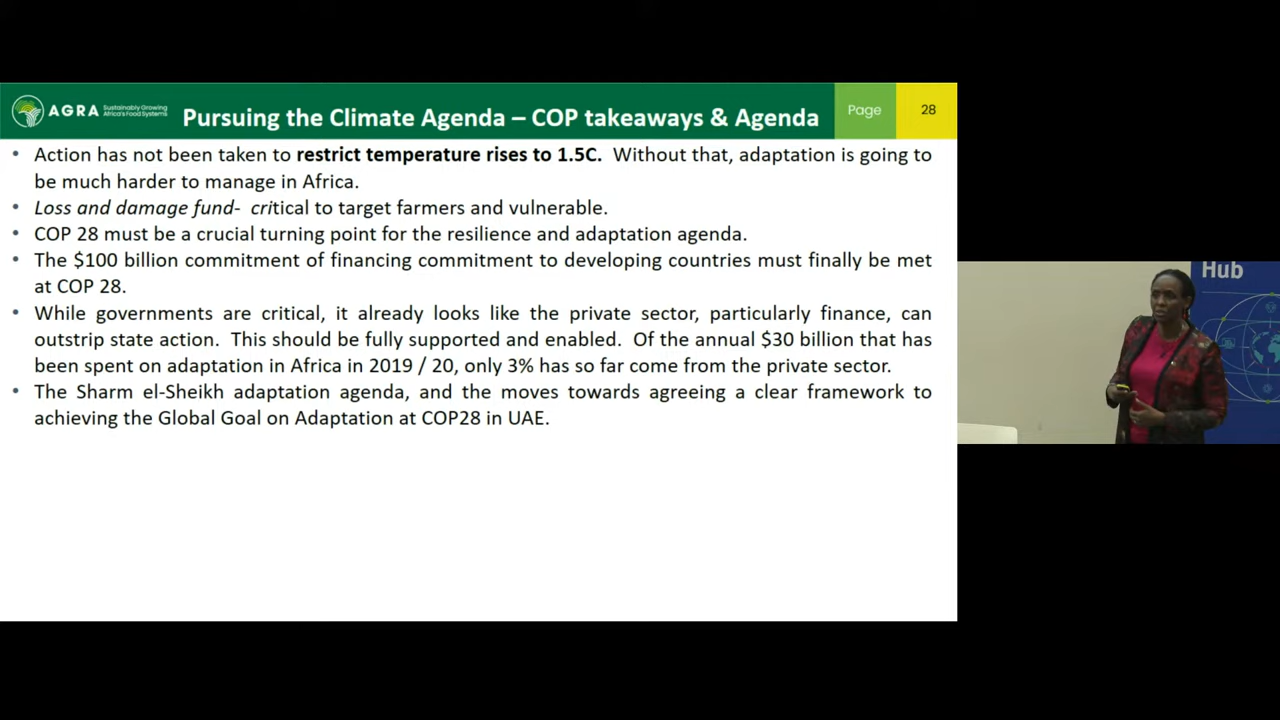 AGRA Sustainably Growing
Africa's Food Systems
Pursuing the Climate Agenda – COP takeaways & Agenda
Page 28
• Action has not been taken to restrict temperature rises to 1.5C. Without that, adaptation is going to
be much harder to manage in Africa.
• Loss and damage fund- critical to target farmers and vulnerable.
• COP 28 must be a crucial turning point for the resilience and adaptation agenda.
• The $100 billion commitment of financing commitment to developing countries must finally be met
at COP 28.
• While governments are critical, it already looks like the private sector, particularly finance, can
outstrip state action. This should be fully supported and enabled. Of the annual $30 billion that has
been spent on adaptation in Africa in 2019 / 20, only 3% has so far come from the private sector.
• The Sharm el-Sheikh adaptation agenda, and the moves towards agreeing a clear framework to
achieving the Global Goal on Adaptation at COP28 in UAE.
Hub